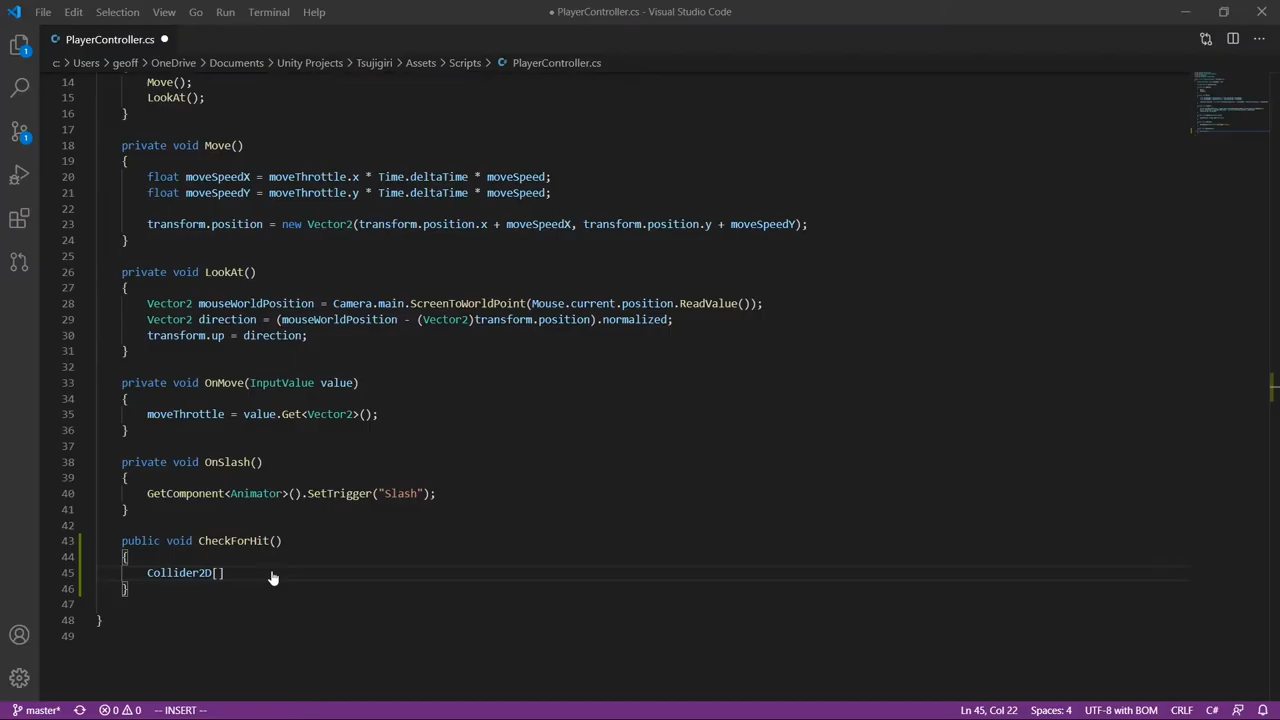 File Edit Selection View Go Run Terminal Help ● PlayerController.cs - Visual Studio Code
PlayerController.cs ●
c: > Users > geoff > OneDrive > Documents > Unity Projects > Tsujigiri > Assets > Scripts > PlayerController.cs
14 Move();
15 LookAt();
16 }
17
18 private void Move()
19 {
20 float moveSpeedX = moveThrottle.x * Time.deltaTime * moveSpeed;
21 float moveSpeedY = moveThrottle.y * Time.deltaTime * moveSpeed;
22
23 transform.position = new Vector2(transform.position.x + moveSpeedX, transform.position.y + moveSpeedY);
24 }
25
26 private void LookAt()
27 {
28 Vector2 mouseWorldPosition = Camera.main.ScreenToWorldPoint(Mouse.current.position.ReadValue());
29 Vector2 direction = (mouseWorldPosition - (Vector2)transform.position).normalized;
30 transform.up = direction;
31 }
32
33 private void OnMove(InputValue value)
34 {
35 moveThrottle = value.Get<Vector2>();
36 }
37
38 private void OnSlash()
39 {
40 GetComponent<Animator>().SetTrigger("Slash");
41 }
42
43 public void CheckForHit()
44 {
45 Collider2D[]
46 }
47
48 }
49
1
1
master* 0 0 -- INSERT -- Ln 45, Col 22 Spaces: 4 UTF-8 with BOM CRLF C#